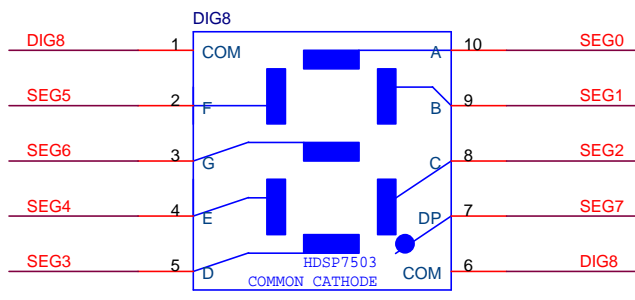 DIG8
DIG8 1 COM A 10 SEG0
SEG5 2 F B 9 SEG1
SEG6 3 G C 8 SEG2
SEG4 4 E DP 7 SEG7
SEG3 5 D HDSP7503 COM 6 DIG8
COMMON CATHODE